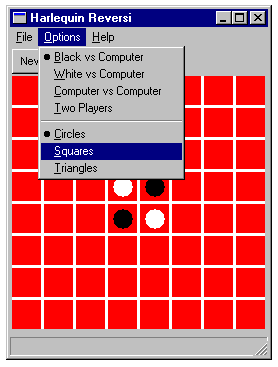 Harlequin Reversi
File Options Help
New
Black vs Computer
White vs Computer
Computer vs Computer
Two Players
Circles
Squares
Triangles